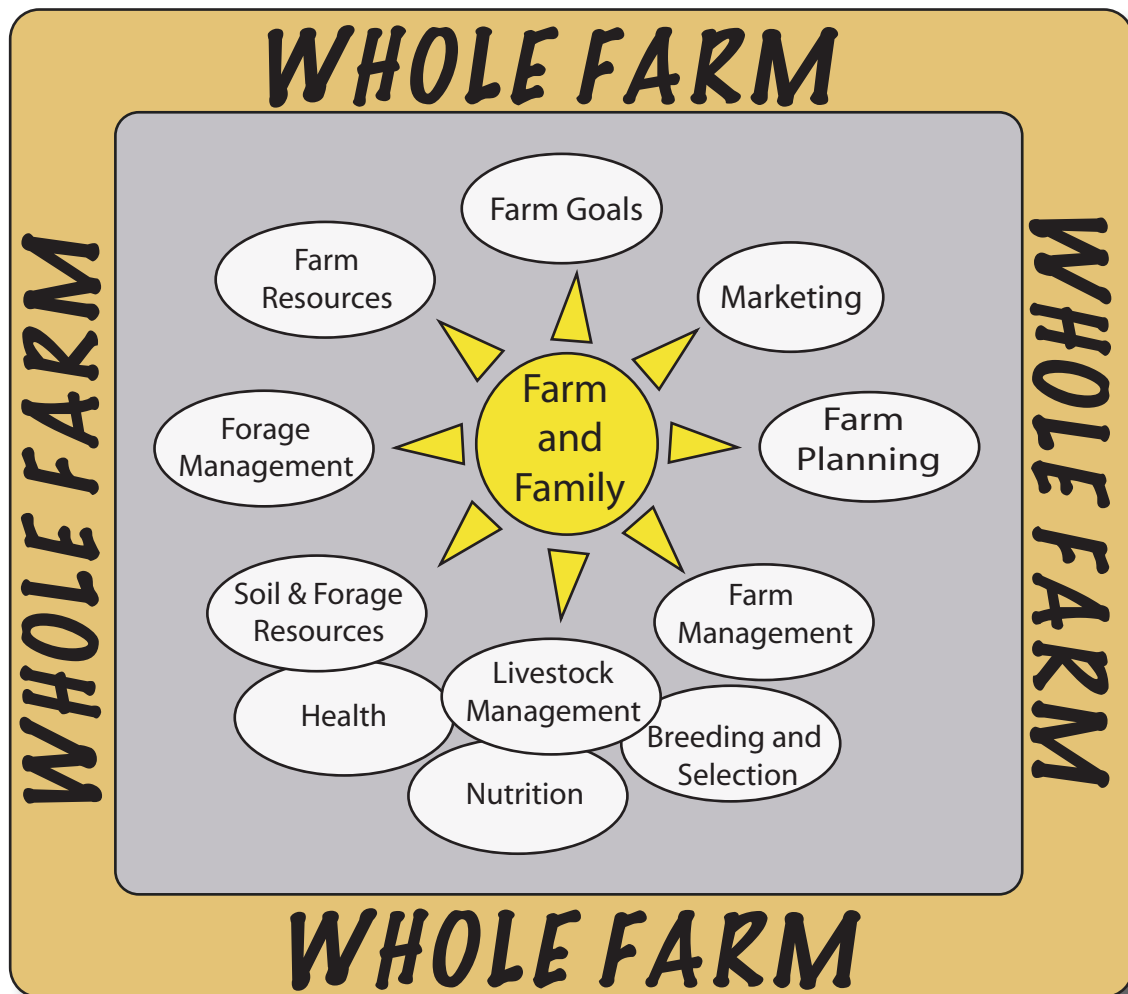 WHOLE FARM
WHOLE FARM
WHOLE FARM
Farm Goals
Farm
Resources
Marketing
Farm
and
Family
Forage
Management
Farm
Planning
Soil & Forage
Resources
Farm
Management
Livestock
Management
Health
Breeding and
Selection
Nutrition
WHOLE FARM